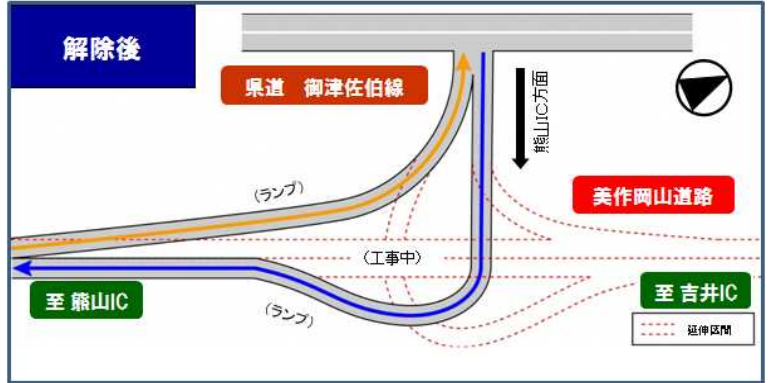 解除後
県道 御津佐伯線
熊山IC方面
(ランプ)
美作岡山道路
(工事中)
至 熊山IC
(ランプ)
至 吉井IC
延伸区間